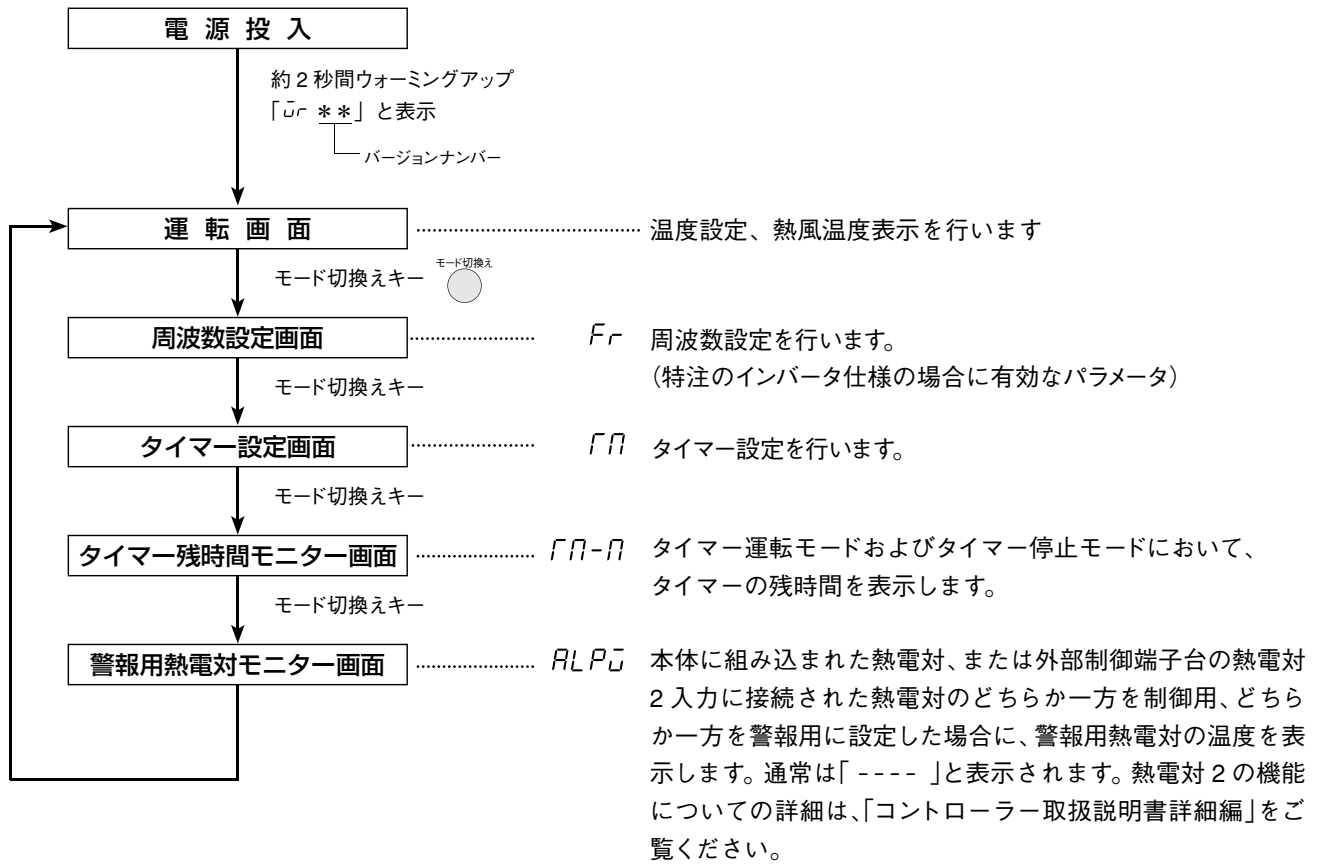 電源投入
約2秒間ウォーミングアップ
「ūr **」と表示
バージョンナンバー
運転画面
温度設定、熱風温度表示を行います
モード切換えキー
モード切換え
周波数設定画面
Fr
周波数設定を行います。
（特注のインバータ仕様の場合に有効なパラメータ）
モード切換えキー
タイマー設定画面
ΓΠ
タイマー設定を行います。
モード切換えキー
タイマー残時間モニター画面
ΓΠ-Π
タイマー運転モードおよびタイマー停止モードにおいて、
タイマーの残時間を表示します。
モード切換えキー
警報用熱電対モニター画面
ALPū
本体に組み込まれた熱電対、または外部制御端子台の熱電対
2入力に接続された熱電対のどちらか一方を制御用、どちら
か一方を警報用に設定した場合に、警報用熱電対の温度を表
示します。通常は「 ---- 」と表示されます。熱電対2の機能
についての詳細は、「コントローラー取扱説明書詳細編」をご
覧ください。